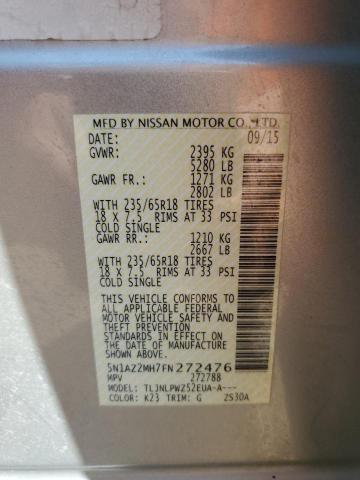 MFD BY NISSAN MOTOR CO., LTD.
DATE: 09/15
GVWR: 2395 KG
5280 LB
GAWR FR.: 1271 KG
2802 LB
WITH 235/65R18 TIRES
18 X 7.5 RIMS AT 33 PSI
COLD SINGLE
GAWR RR.: 1210 KG
2667 LB
WITH 235/65R18 TIRES
18 X 7.5 RIMS AT 33 PSI
COLD SINGLE
THIS VEHICLE CONFORMS TO
ALL APPLICABLE FEDERAL
MOTOR VEHICLE SAFETY
AND THEFT PREVENTION
STANDARDS IN EFFECT ON THE
DATE OF MANUFACTURE SHOWN
ABOVE.
5N1AZ2MH7FN272476
MPV 272788
MODEL: TLJNLPWZ52EUA-A---
COLOR: K23 TRIM: G 2S30A